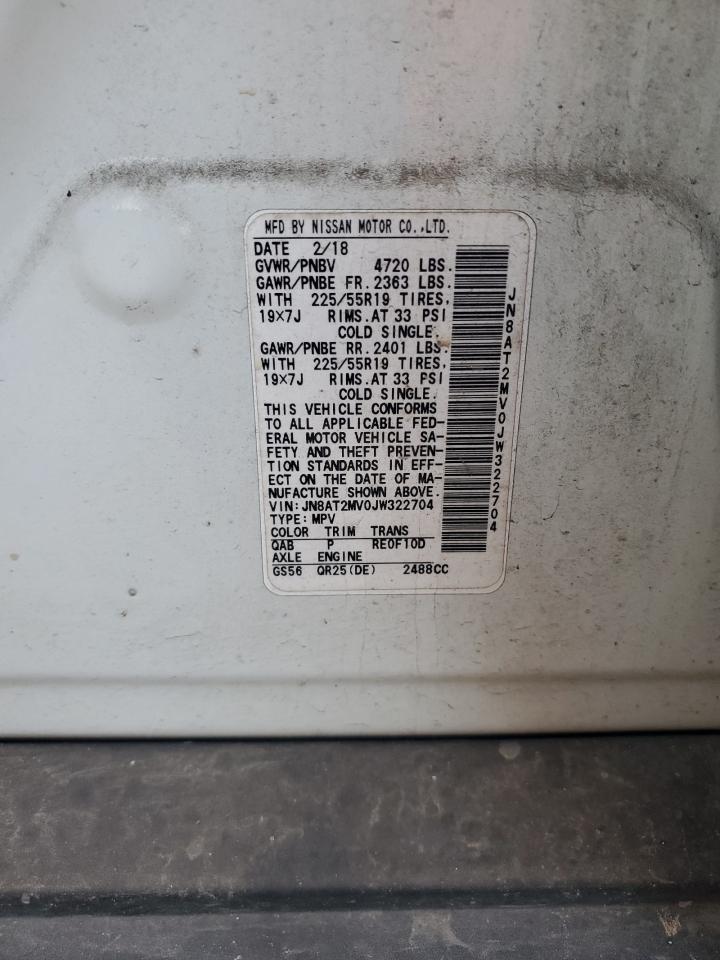 MFD BY NISSAN MOTOR CO.,LTD.
DATE 2/18
GVWR/PNBV 4720 LBS.
GAWR/PNBE FR. 2363 LBS.
WITH 225/55R19 TIRES,
19×7J RIMS. AT 33 PSI
COLD SINGLE.
GAWR/PNBE RR. 2401 LBS.
WITH 225/55R19 TIRES,
19×7J RIMS. AT 33 PSI
COLD SINGLE.
THIS VEHICLE CONFORMS
TO ALL APPLICABLE FED-
ERAL MOTOR VEHICLE SA-
FETY AND THEFT PREVEN-
TION STANDARDS IN EFF-
ECT ON THE DATE OF MA-
NUFACTURE SHOWN ABOVE.
VIN: JN8AT2MV0JW322704
TYPE: MPV
COLOR TRIM TRANS
QAB P RE0F10D
AXLE ENGINE
GS56 QR25(DE) 2488CC
JN8AT2MV0JW322704